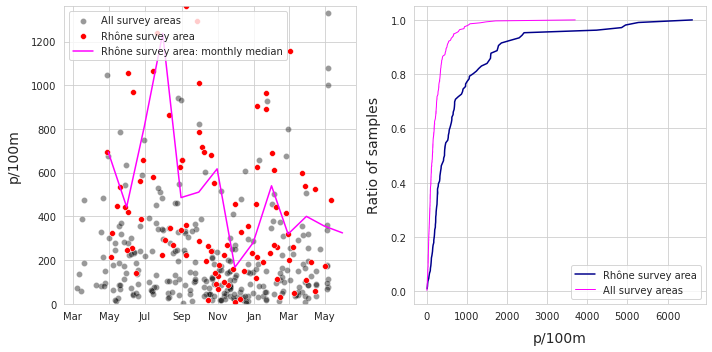 All survey areas
Rhône survey area
Rhône survey area: monthly median
1200
1000
800
600
400
200
0
p/100m
Mar May Jul Sep Nov Jan Mar May
1.0
0.8
0.6
0.4
0.2
0.0
Ratio of samples
Rhône survey area
All survey areas
0 1000 2000 3000 4000 5000 6000
p/100m